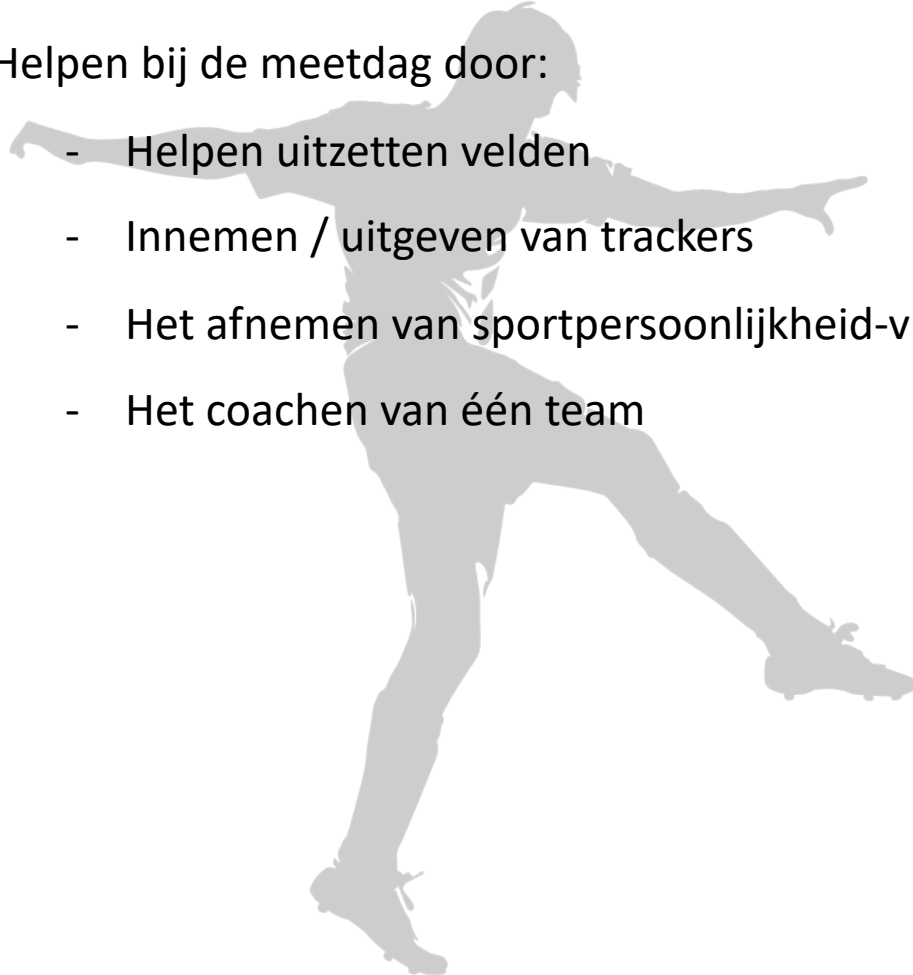 Helpen bij de meetdag door:
- Helpen uitzetten velden
- Innemen / uitgeven van trackers
- Het afnemen van sportpersoonlijkheid-v
- Het coachen van één team